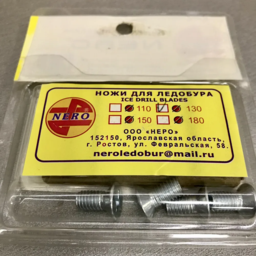 НОЖИ ДЛЯ ЛЕДОБУРА
ICE DRILL BLADES
110 130
150 180
NERO
ООО «НЕРО»
152150, Ярославская область,
г. Ростов, ул. Февральская, 58.
neroledobur@mail.ru